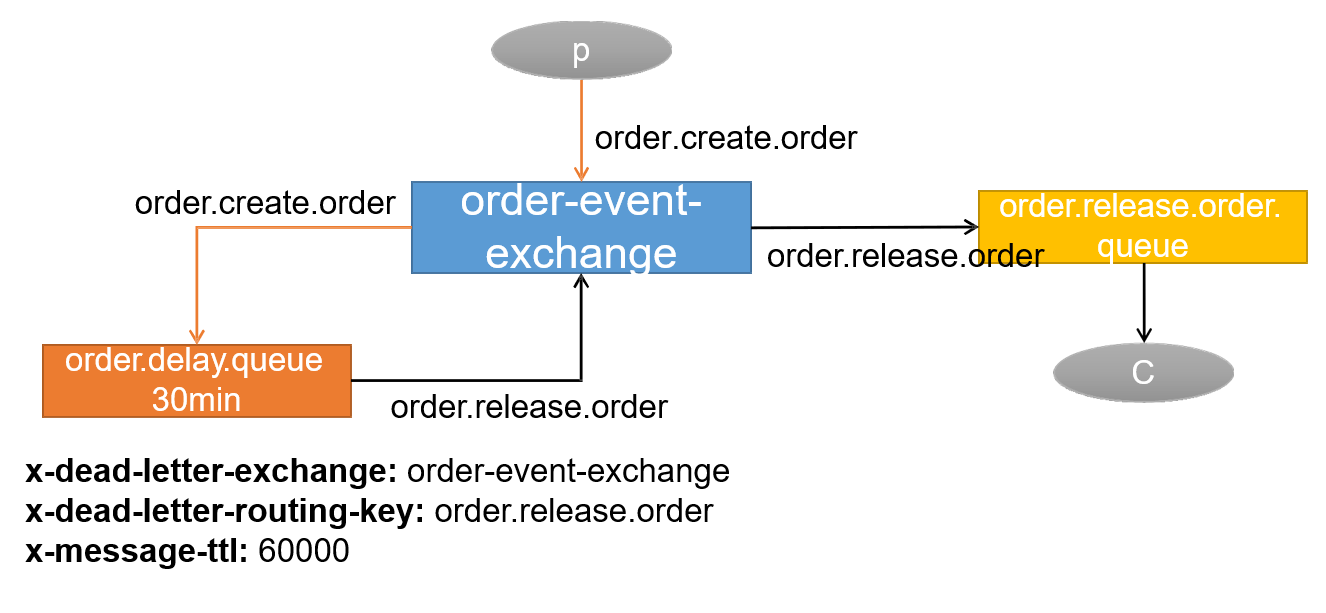 p
order.create.order
order.create.order
order-event-
exchange
order.release.order.
queue
order.release.order
order.delay.queue
30min
order.release.order
C
x-dead-letter-exchange: order-event-exchange
x-dead-letter-routing-key: order.release.order
x-message-ttl: 60000